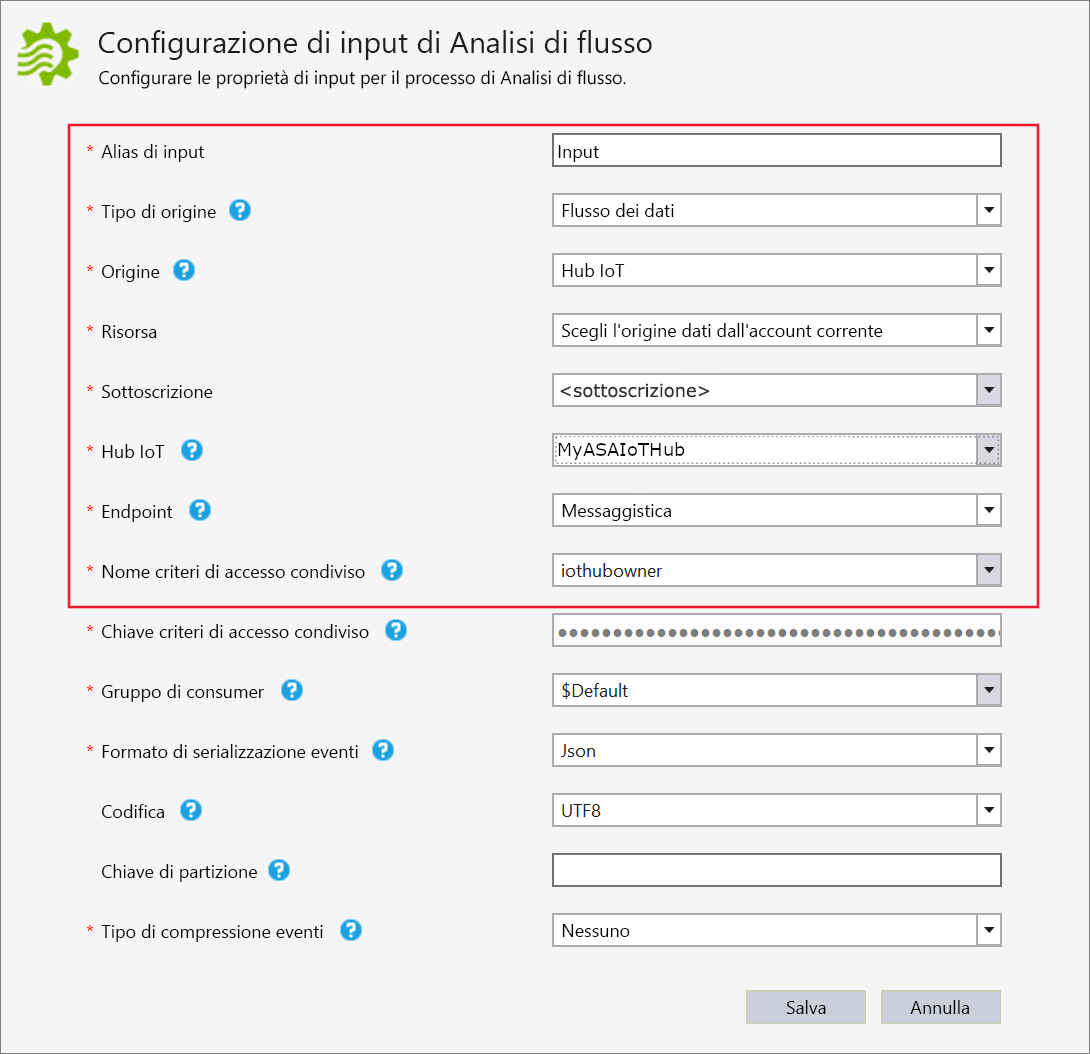 Configurazione di input di Analisi di flusso
Configurare le proprietà di input per il processo di Analisi di flusso.
* Alias di input Input
* Tipo di origine ? Flusso dei dati
* Origine ? Hub IoT
* Risorsa Scegli l'origine dati dall'account corrente
* Sottoscrizione <sottoscrizione>
* Hub IoT ? MyASAIoTHub
* Endpoint ? Messaggistica
* Nome criteri di accesso condiviso ? iothubowner
* Chiave criteri di accesso condiviso ? ●●●●●●●●●●●●●●●●●●●●●●●●●●●●●●●●●●●●●●●●
* Gruppo di consumer ? $Default
* Formato di serializzazione eventi ? Json
Codifica ? UTF8
Chiave di partizione ?
* Tipo di compressione eventi ? Nessuno
Salva Annulla